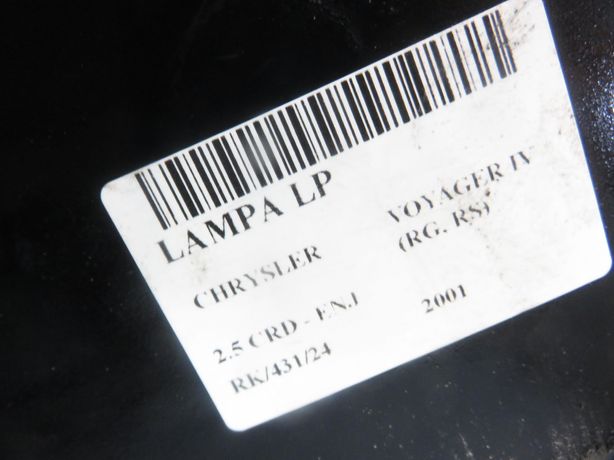 LAMPA LP
CHRYSLER VOYAGER IV
(RG. RS)
2.5 CRD - ENJ 2001
RK/431/24